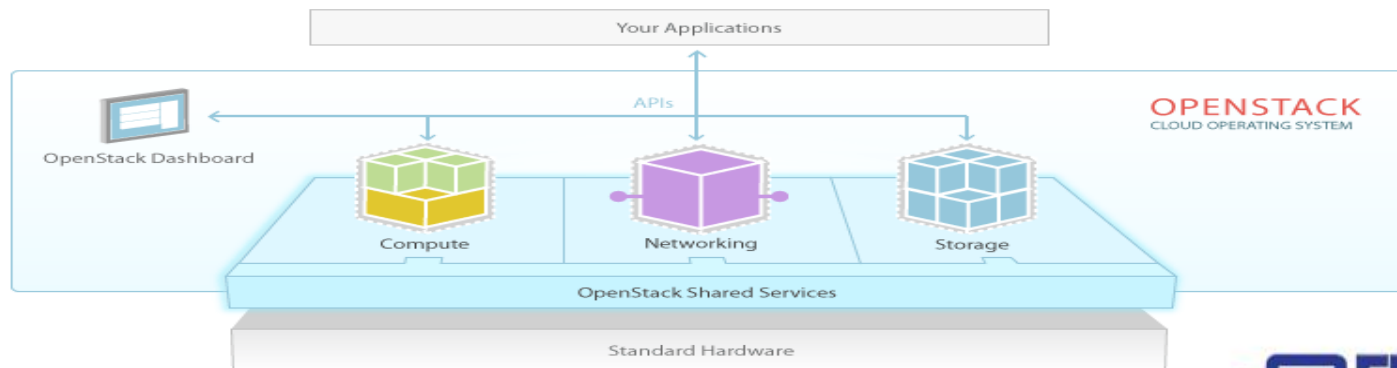 Your Applications
APIs
OPENSTACK
CLOUD OPERATING SYSTEM
OpenStack Dashboard
Compute
Networking
Storage
OpenStack Shared Services
Standard Hardware